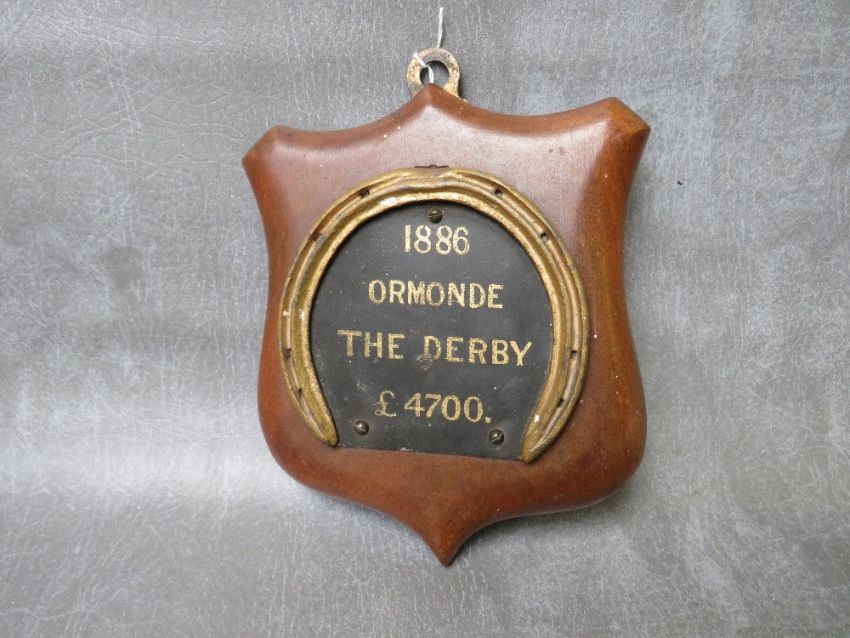 1886
ORMONDE
THE DERBY
£4700.